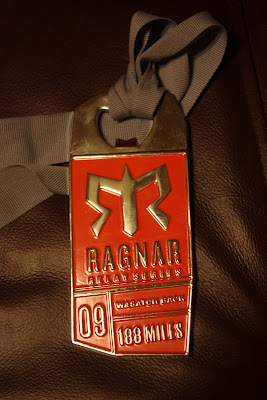 RAGNAR
RELAY SERIES
09
WASATCH BACK
188 MILES